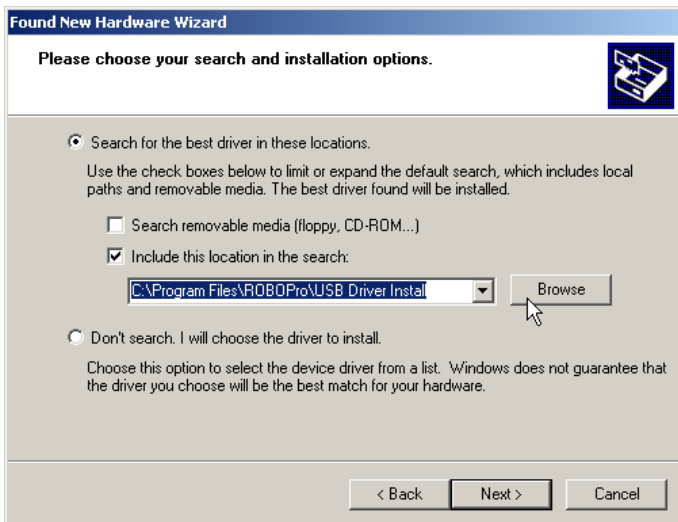 Found New Hardware Wizard
Please choose your search and installation options.
Search for the best driver in these locations.
Use the check boxes below to limit or expand the default search, which includes local
paths and removable media. The best driver found will be installed.
Search removable media (floppy, CD-ROM...)
Include this location in the search:
C:\Program Files\ROBOPro\USB Driver Install
Browse
Don't search. I will choose the driver to install.
Choose this option to select the device driver from a list.  Windows does not guarantee that
the driver you choose will be the best match for your hardware.
< Back
Next >
Cancel